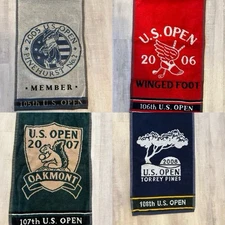 2005 U.S. OPEN
PINEHURST No. 2
MEMBER
105th U.S. OPEN
U.S. OPEN
20 06
WINGED FOOT
106th U.S. OPEN
U.S. OPEN
20 07
OAKMONT
107th U.S. OPEN
2008
U.S. OPEN
TORREY PINES
108th U.S. OPEN